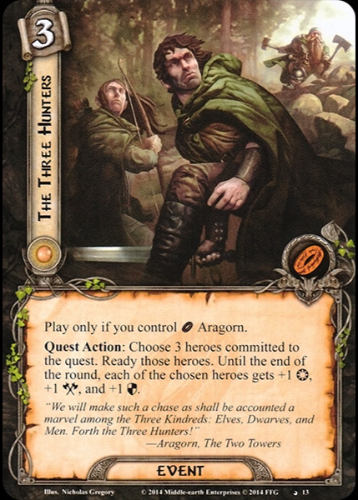 3
THE THREE HUNTERS
Play only if you control Aragorn.
Quest Action: Choose 3 heroes committed to
the quest. Ready those heroes. Until the end of
the round, each of the chosen heroes gets +1 ,
+1 , and +1 .
"We will make such a chase as shall be accounted a
marvel among the Three Kindreds: Elves, Dwarves, and
Men. Forth the Three Hunters!"
—Aragorn, The Two Towers
EVENT
Illus. Nicholas Gregory © 2014 Middle-earth Enterprises © 2014 FFG 13